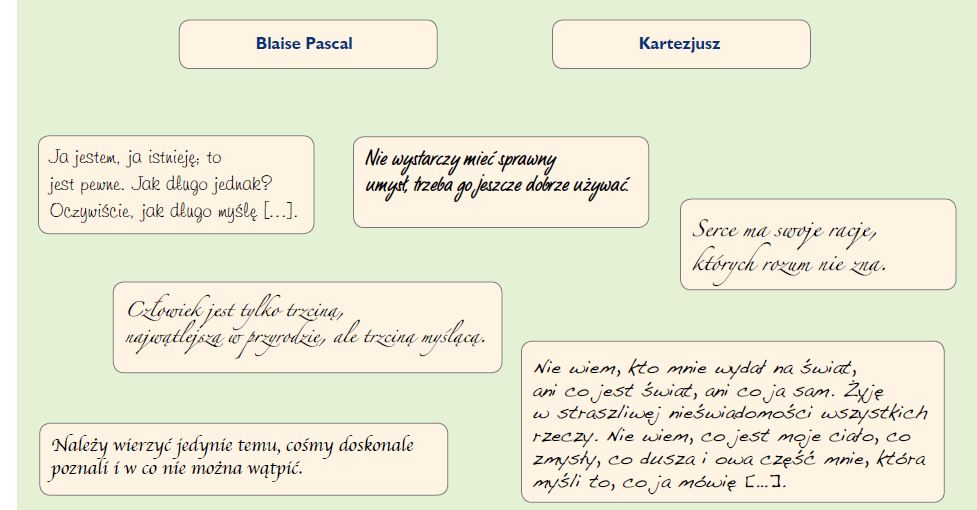 Blaise Pascal
Kartezjusz
Ja jestem, ja istnieję; to
jest pewne. Jak długo jednak?
Oczywiście, jak długo myślę [...].
Nie wystarczy mieć sprawny
umysł, trzeba go jeszcze dobrze używać.
Serce ma swoje racje,
których rozum nie zna.
Człowiek jest tylko trzciną,
najwątlejszą w przyrodzie, ale trzciną myślącą.
Nie wiem, kto mnie wydał na świat,
ani co jest świat, ani co ja sam. Żyję
w straszliwej nieświadomości wszystkich
rzeczy. Nie wiem, co jest moje ciało, co
zmysły, co dusza i owa część mnie, która
myśli to, co ja mówię [...].
Należy wierzyć jedynie temu, cośmy doskonale
poznali i w co nie można wątpić.